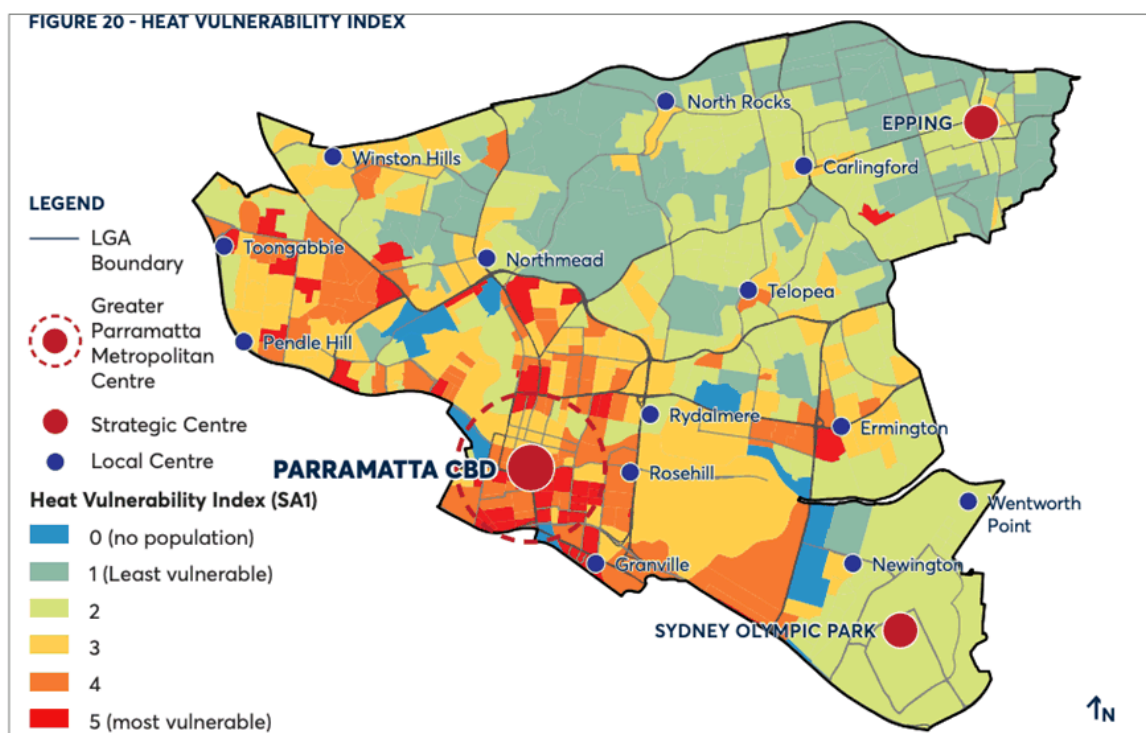 FIGURE 20 - HEAT VULNERABILITY INDEX
North Rocks
EPPING
Winston Hills
Carlingford
LEGEND
LGA
Boundary
Toongabbie
Northmead
Greater
Parramatta
Metropolitan
Centre
Telopea
Pendle Hill
Strategic Centre
Local Centre
Rydalmere
Ermington
PARRAMATTA CBD
Rosehill
Wentworth
Point
Heat Vulnerability Index (SA1)
0 (no population)
1 (Least vulnerable)
Granville
Newington
2
3
SYDNEY OLYMPIC PARK
4
5 (most vulnerable)
N